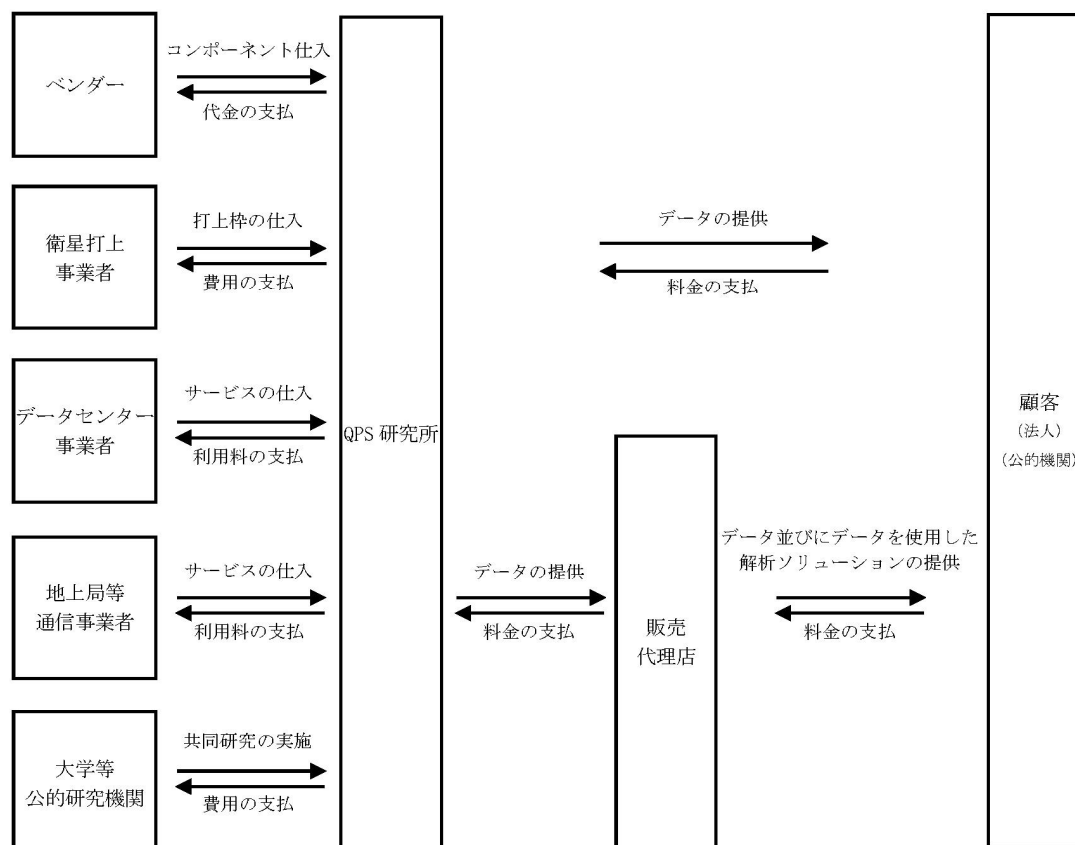 コンポーネント仕入
ベンダー
代金の支払
打上枠の仕入
衛星打上
事業者
費用の支払
データの提供
料金の支払
サービスの仕入
データセンター
事業者
利用料の支払
QPS 研究所
顧客
(法人)
(公的機関)
サービスの仕入
地上局等
通信事業者
利用料の支払
データの提供
料金の支払
販売
代理店
データ並びにデータを使用した
解析ソリューションの提供
料金の支払
共同研究の実施
大学等
公的研究機関
費用の支払